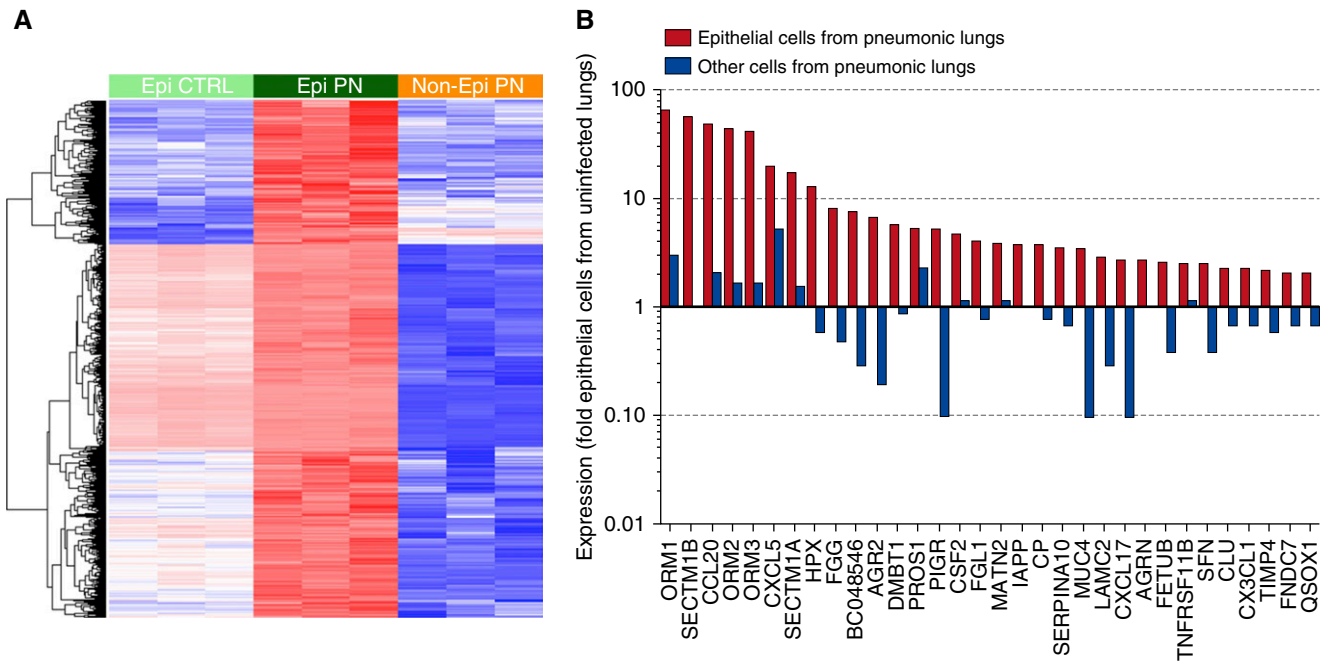 A
Epi CTRL
Epi PN
Non-Epi PN
B
Epithelial cells from pneumonic lungs
Other cells from pneumonic lungs
Expression (fold epithelial cells from uninfected lungs)
100
10
1
0.10
0.01
ORM1
SECTM1B
CCL20
ORM2
ORM3
CXCL5
SECTM1A
HPX
FGG
BC048546
AGR2
DMBT1
PROS1
PIGR
CSF2
FGL1
MATN2
IAPP
CP
SERPINA10
MUC4
LAMC2
CXCL17
AGRN
FETUB
TNFRSF11B
SFN
CLU
CX3CL1
TIMP4
FNDC7
QSOX1